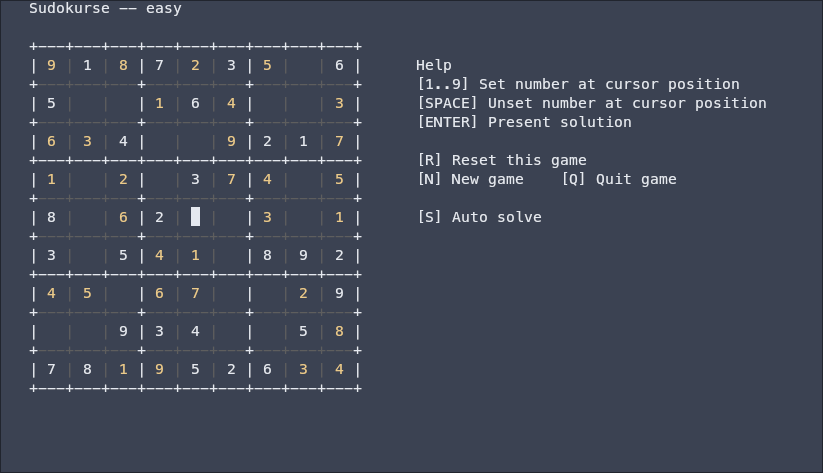 Sudokurse —— easy
+———+———+———+———+———+———+———+———+———+
| 9 | 1 | 8 | 7 | 2 | 3 | 5 |   | 6 | Help
+———+———+———+———+———+———+———+———+———+ [1..9] Set number at cursor position
| 5 |   |   | 1 | 6 | 4 |   |   | 3 | [SPACE] Unset number at cursor position
+———+———+———+———+———+———+———+———+———+ [ENTER] Present solution
| 6 | 3 | 4 |   |   | 9 | 2 | 1 | 7 |
+———+———+———+———+———+———+———+———+———+ [R] Reset this game
| 1 |   | 2 |   | 3 | 7 | 4 |   | 5 | [N] New game    [Q] Quit game
+———+———+———+———+———+———+———+———+———+
| 8 |   | 6 | 2 |   |   | 3 |   | 1 | [S] Auto solve
+———+———+———+———+———+———+———+———+———+
| 3 |   | 5 | 4 | 1 |   | 8 | 9 | 2 |
+———+———+———+———+———+———+———+———+———+
| 4 | 5 |   | 6 | 7 |   |   | 2 | 9 |
+———+———+———+———+———+———+———+———+———+
|   |   | 9 | 3 | 4 |   |   | 5 | 8 |
+———+———+———+———+———+———+———+———+———+
| 7 | 8 | 1 | 9 | 5 | 2 | 6 | 3 | 4 |
+———+———+———+———+———+———+———+———+———+